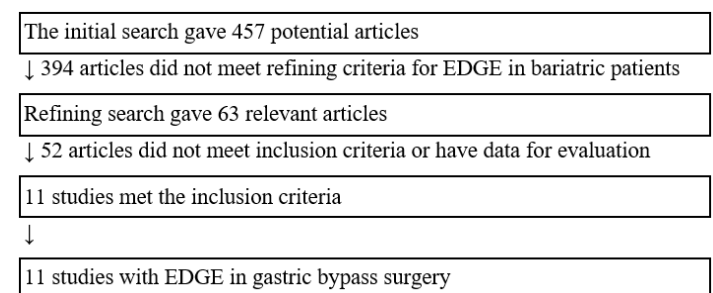 The initial search gave 457 potential articles
↓ 394 articles did not meet refining criteria for EDGE in bariatric patients
Refining search gave 63 relevant articles
↓ 52 articles did not meet inclusion criteria or have data for evaluation
11 studies met the inclusion criteria
↓
11 studies with EDGE in gastric bypass surgery